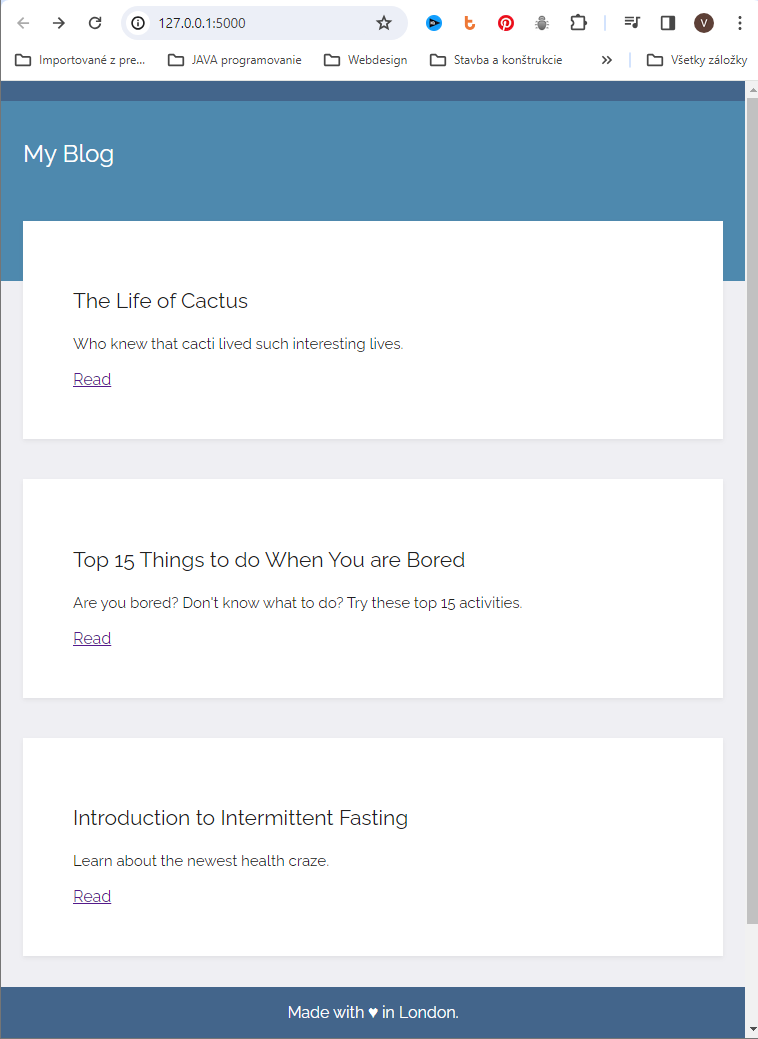 127.0.0.1:5000
V
Importované z pre...
JAVA programovanie
Webdesign
Stavba a konštrukcie
»
Všetky záložky
My Blog
The Life of Cactus
Who knew that cacti lived such interesting lives.
Read
Top 15 Things to do When You are Bored
Are you bored? Don't know what to do? Try these top 15 activities.
Read
Introduction to Intermittent Fasting
Learn about the newest health craze.
Read
Made with ♥ in London.